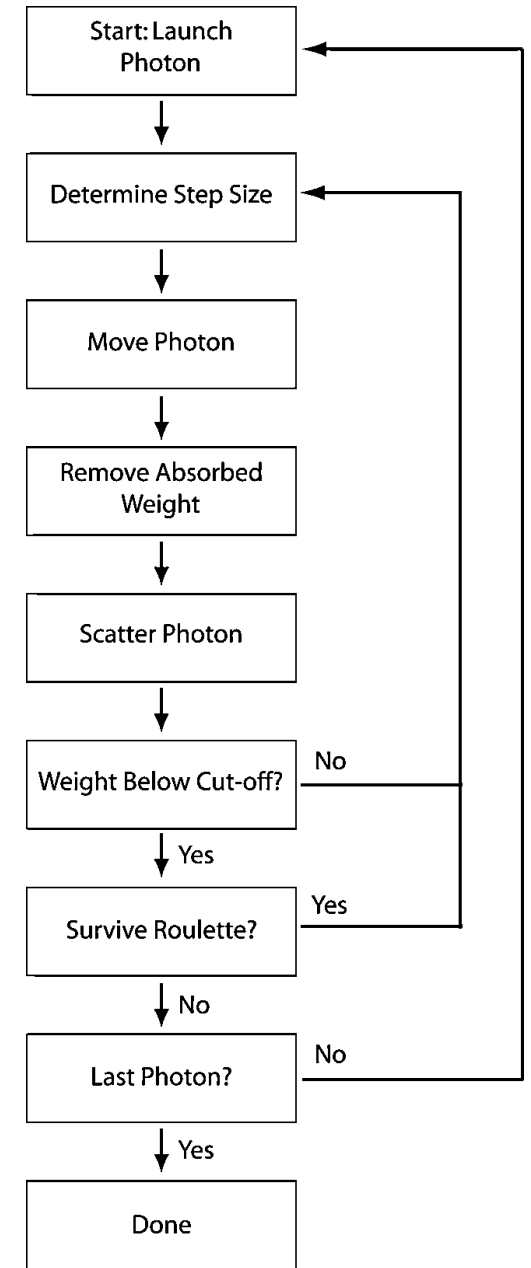 Start: Launch
Photon
Determine Step Size
Move Photon
Remove Absorbed
Weight
Scatter Photon
Weight Below Cut-off?
No
Yes
Survive Roulette?
Yes
No
Last Photon?
No
Yes
Done